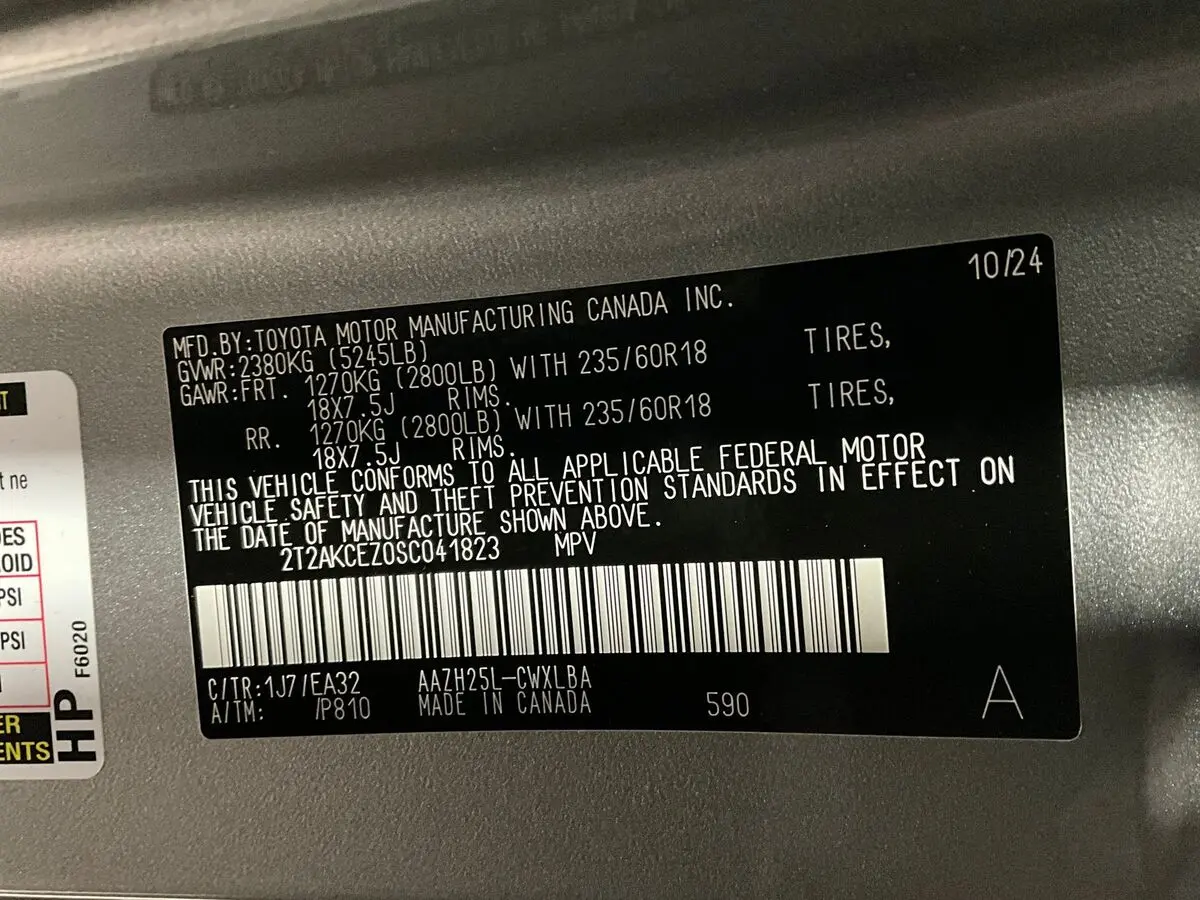 10/24
MFD.BY:TOYOTA MOTOR MANUFACTURING CANADA INC.
GVWR:2380KG (5245LB)
GAWR:FRT. 1270KG (2800LB) WITH 235/60R18 TIRES,
18X7.5J RIMS.
RR. 1270KG (2800LB) WITH 235/60R18 TIRES,
18X7.5J RIMS.
THIS VEHICLE CONFORMS TO ALL APPLICABLE FEDERAL MOTOR
VEHICLE SAFETY AND THEFT PREVENTION STANDARDS IN EFFECT ON
THE DATE OF MANUFACTURE SHOWN ABOVE.
2T2AKCEZ0SC041823 MPV
C/TR:1J7/EA32 AAZH25L-CWXLBA
A/TM: /P810 MADE IN CANADA 590 A
t ne
PSI
PSI
HP F6020